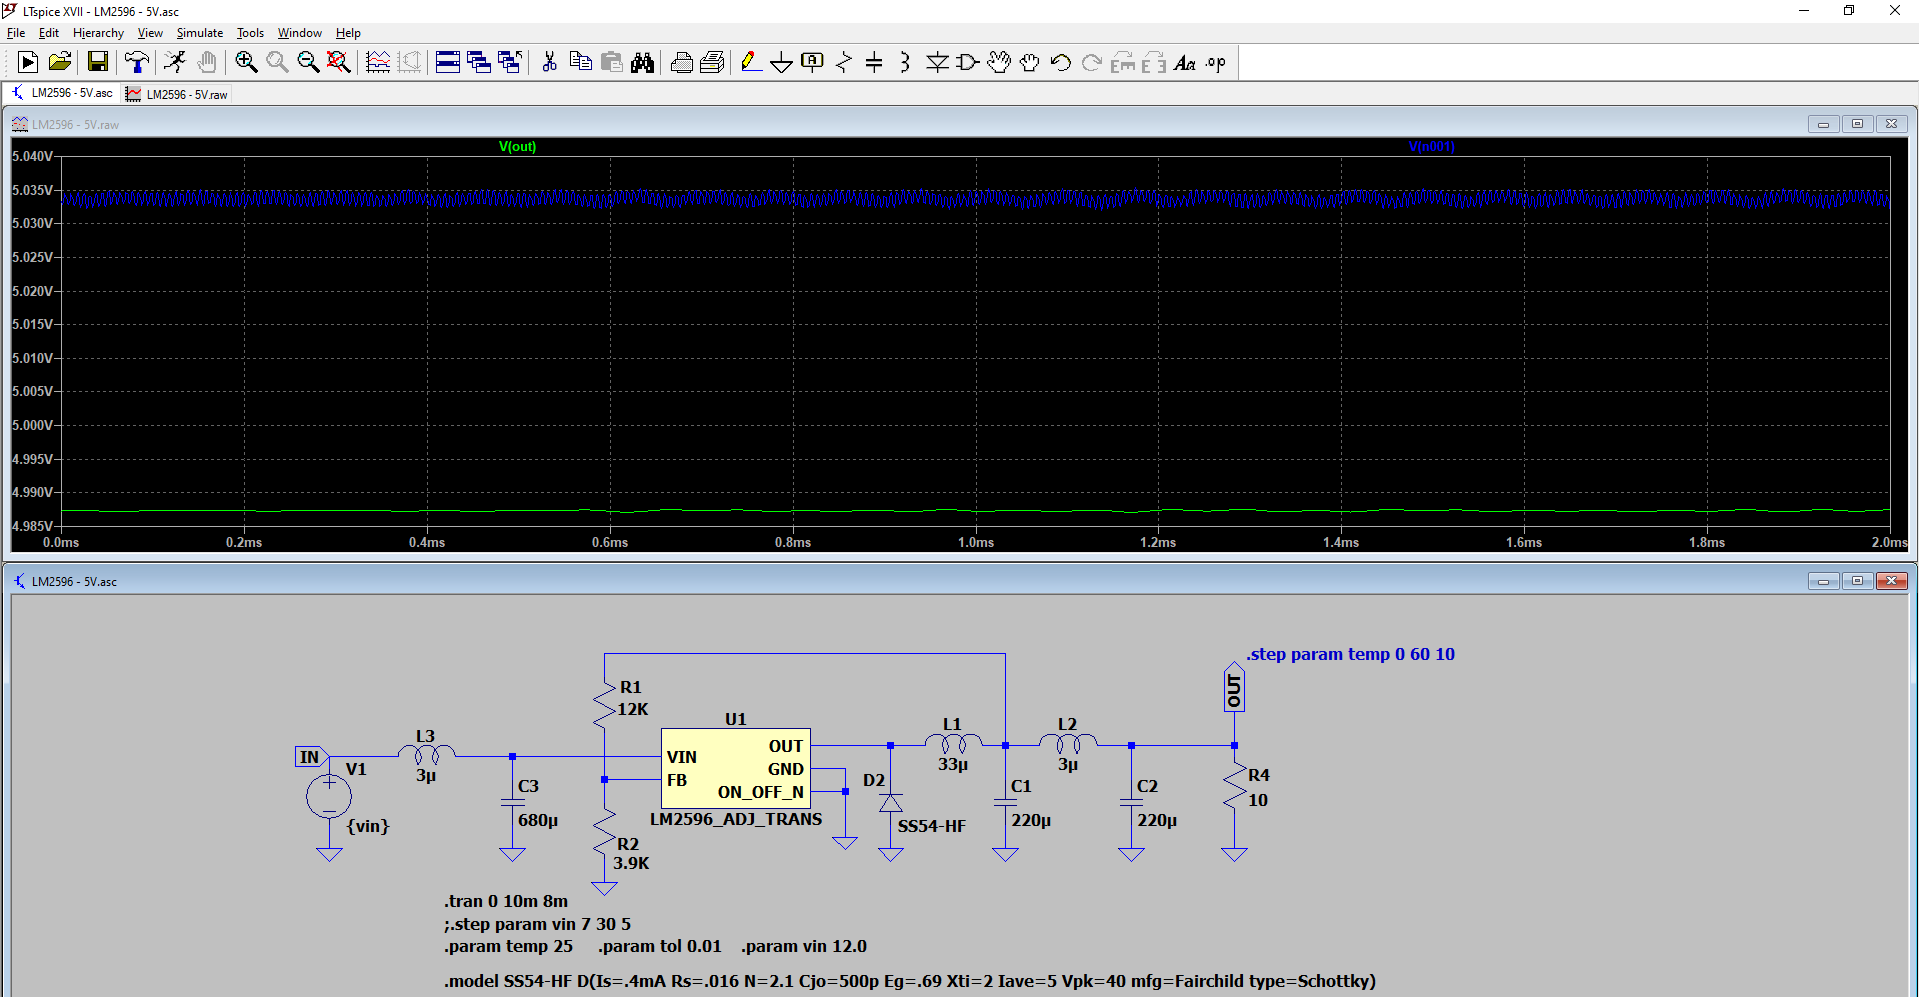 LTspice XVII - LM2596 - 5V.asc
File Edit Hierarchy View Simulate Tools Window Help
LM2596 - 5V.asc LM2596 - 5V.raw
LM2596 - 5V.raw
V(out) V(n001)
5.040V
5.035V
5.030V
5.025V
5.020V
5.015V
5.010V
5.005V
5.000V
4.995V
4.990V
4.985V
0.0ms 0.2ms 0.4ms 0.6ms 0.8ms 1.0ms 1.2ms 1.4ms 1.6ms 1.8ms 2.0ms
LM2596 - 5V.asc
.step param temp 0 60 10
OUT
R1
12K
U1
L3
3µ
IN
V1
{vin}
C3
680µ
VIN
FB
OUT
GND
ON_OFF_N
LM2596_ADJ_TRANS
R2
3.9K
D2
SS54-HF
L1
33µ
C1
220µ
L2
3µ
C2
220µ
R4
10
.tran 0 10m 8m
;.step param vin 7 30 5
.param temp 25 .param tol 0.01 .param vin 12.0
.model SS54-HF D(Is=.4mA Rs=.016 N=2.1 Cjo=500p Eg=.69 Xti=2 Iave=5 Vpk=40 mfg=Fairchild type=Schottky)